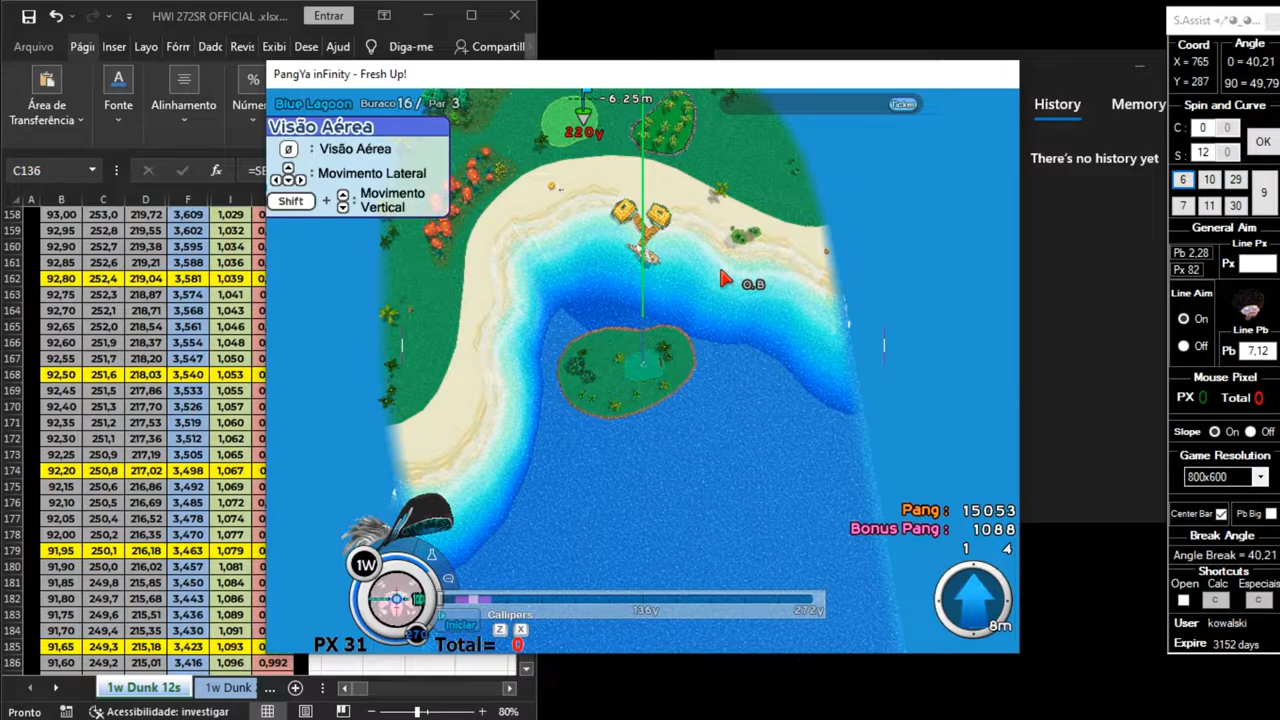 HWI 272SR OFFICIAL .xlsx...
Entrar
Arquivo Pági Inser Layo Fórm Dadc Revis Exibi Dese Ajud Diga-me Compartill
Área de Transferência
Fonte
Alinhamento
Númer
C136
A B C D F I
158 93,00 253,0 219,72 3,609 1,029
159 92,95 252,8 219,55 3,602 1,030
160 92,90 252,7 219,38 3,595 1,034
161 92,85 252,6 219,21 3,588 1,036
162 92,80 252,4 219,04 3,581 1,039
163 92,75 252,3 218,87 3,574 1,041
164 92,70 252,1 218,71 3,568 1,043
165 92,65 252,0 218,54 3,561 1,046
166 92,60 251,9 218,37 3,554 1,048
167 92,55 251,7 218,20 3,547 1,050
168 92,50 251,6 218,03 3,540 1,053
169 92,45 251,5 217,86 3,533 1,055
170 92,40 251,3 217,70 3,526 1,057
171 92,35 251,2 217,53 3,519 1,060
172 92,30 251,1 217,36 3,512 1,062
173 92,25 250,9 217,19 3,505 1,065
174 92,20 250,8 217,02 3,498 1,067
175 92,15 250,6 216,86 3,492 1,069
176 92,10 250,5 216,69 3,485 1,072
177 92,05 250,4 216,52 3,478 1,074
178 92,00 250,2 216,35 3,470 1,077
179 91,95 250,1 216,18 3,463 1,079
180 91,90 250,0 216,02 3,457 1,081
181 91,85 249,8 215,85 3,450 1,084
182 91,80 249,7 215,68 3,443 1,086
183 91,75 249,6 215,51 3,436 1,089
184 91,70 249,4 215,35 3,430 1,091
185 91,65 249,3 215,18 3,423 1,093
186 91,60 249,2 215,01 3,416 1,096 0,992
1w Dunk 12s
1w Dunk
Pronto
Acessibilidade: investigar
80%
PangYa inFinity - Fresh Up!
Blue Lagoon Buraco 16 / Par 3
Visão Aérea
Ø : Visão Aérea
: Movimento Lateral
Shift + : Movimento Vertical
-6.25m
220y
Ticket
O.B
Pang : 15053
Bonus Pang : 1088
1 4
8m
1W
100
270
Iniciar
Callipers
Z X
136y
272y
PX 31
Total= 0
History
Memory
There's no history yet
S.Assist
Coord
X = 765
Y = 287
Angle
0 = 40,21
90 = 49,79
Spin and Curve
C : 0 0
S : 12 0
OK
6 10 29
7 11 30
9
General Aim
Pb 2,28
Px 82
Line Px
Px
Line Aim
On
Off
Line Pb
Pb 7,12
Mouse Pixel
PX 0 Total 0
Slope On Off
Game Resolution
800x600
Center Bar Pb Big
Break Angle
Angle Break = 40,21
Shortcuts
Open Calc Especiais
C C
User kowalski
Expire 3152 days